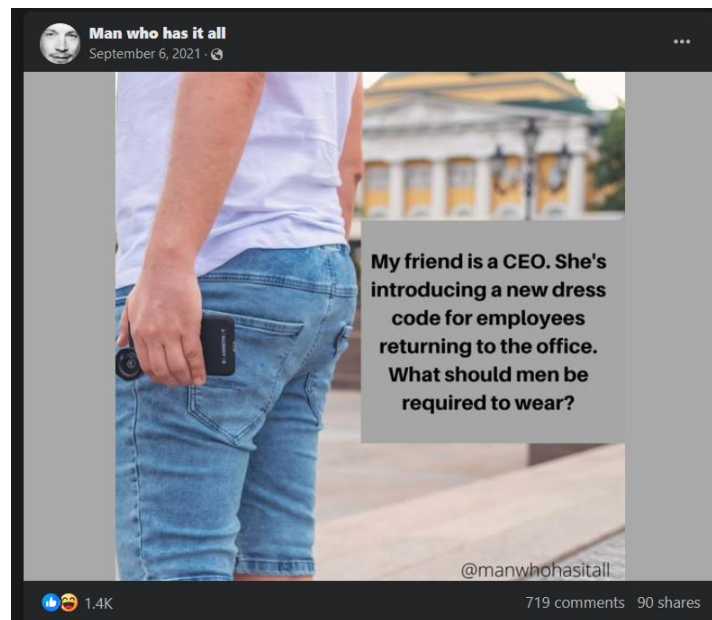 Man who has it all
September 6, 2021 ·
My friend is a CEO. She's
introducing a new dress
code for employees
returning to the office.
What should men be
required to wear?
@manwhohasitall
1.4K
719 comments 90 shares